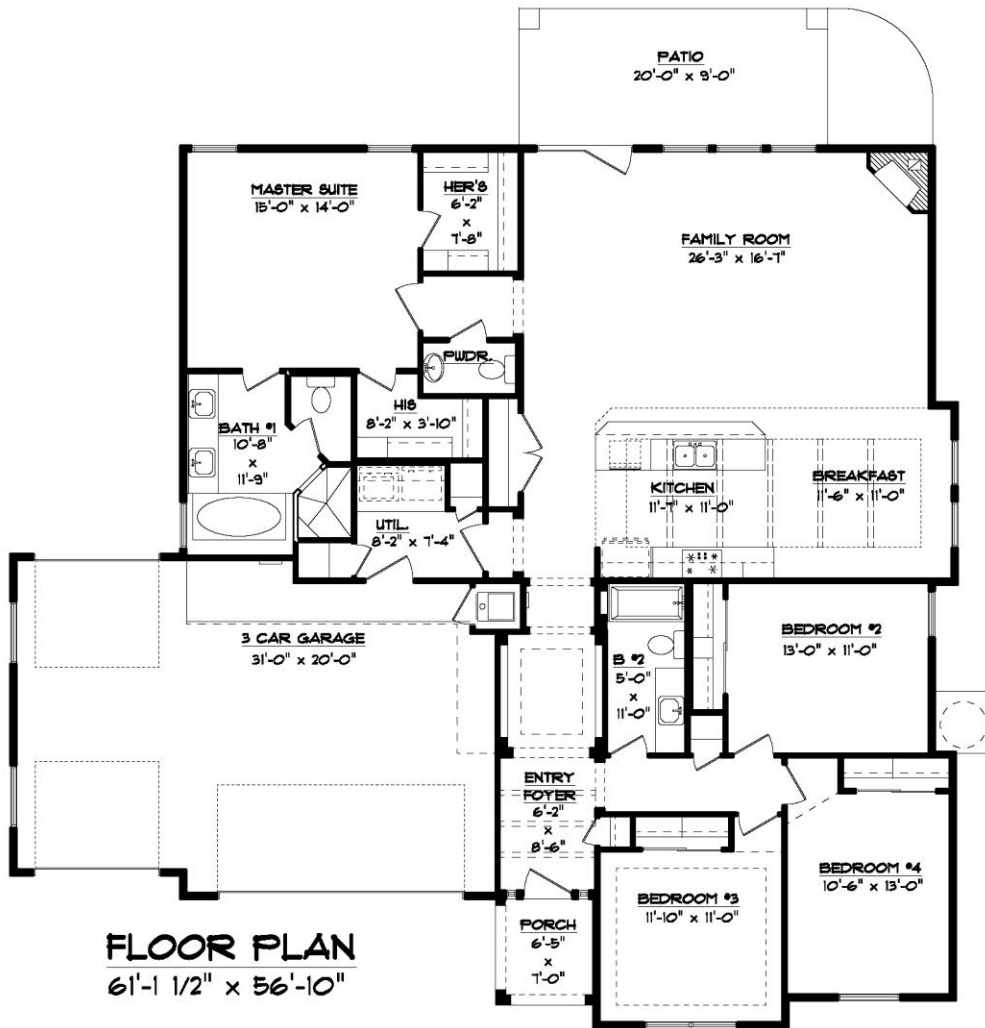 PATIO
20'-0" x 9'-0"
MASTER SUITE
15'-0" x 14'-0"
HER'S
6'-2"
x
7'-8"
FAMILY ROOM
26'-3" x 16'-7"
PWDR.
HIS
8'-2" x 3'-10"
BATH #1
10'-8"
x
11'-9"
KITCHEN
11'-7" x 11'-0"
BREAKFAST
11'-6" x 11'-0"
UTIL.
8'-2" x 7'-4"
3 CAR GARAGE
31'-0" x 20'-0"
B #2
5'-0"
x
11'-0"
BEDROOM #2
13'-0" x 11'-0"
ENTRY
FOYER
6'-2"
x
8'-6"
BEDROOM #4
10'-6" x 13'-0"
BEDROOM #3
11'-10" x 11'-0"
PORCH
6'-5"
x
7'-0"
FLOOR PLAN
61'-1 1/2" x 56'-10"